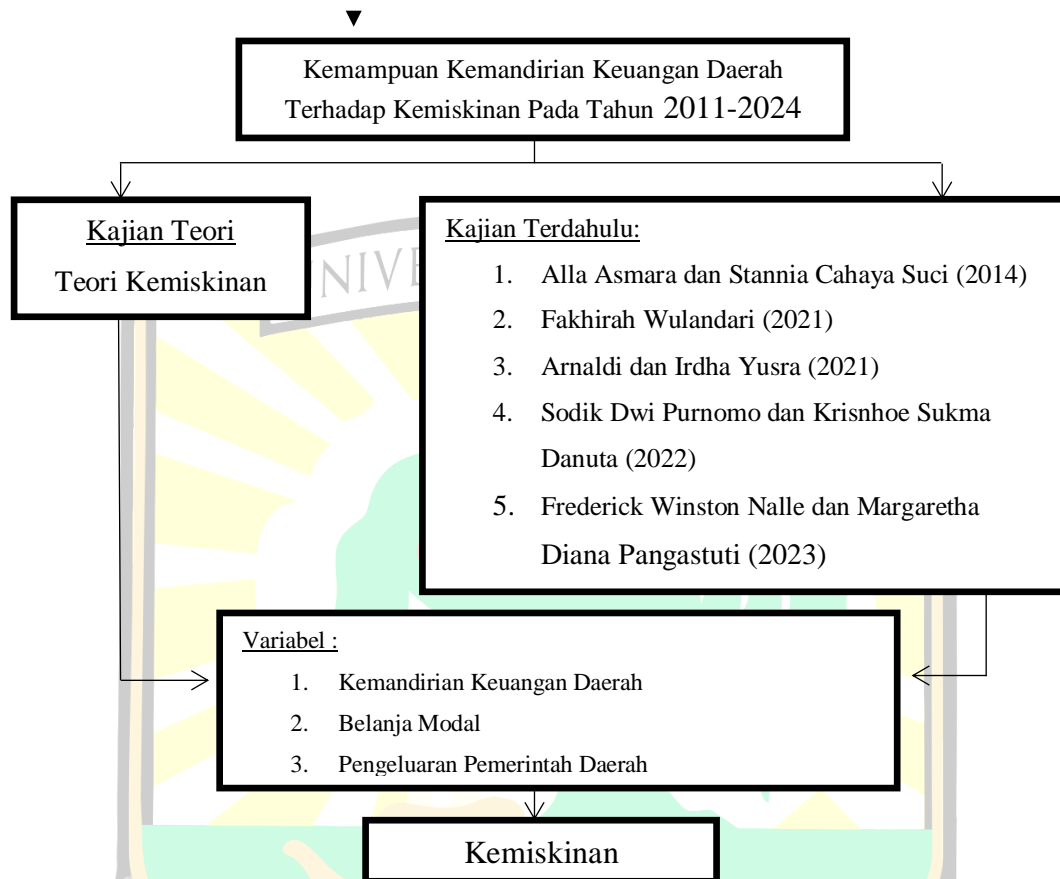 Kemampuan Kemandirian Keuangan Daerah
Terhadap Kemiskinan Pada Tahun 2011-2024
Kajian Teori
Teori Kemiskinan
Kajian Terdahulu:
1. Alla Asmara dan Stannia Cahaya Suci (2014)
2. Fakhirah Wulandari (2021)
3. Arnaldi dan Irdha Yusra (2021)
4. Sodik Dwi Purnomo dan Krisnhoe Sukma
Danuta (2022)
5. Frederick Winston Nalle dan Margaretha
Diana Pangastuti (2023)
Variabel :
1. Kemandirian Keuangan Daerah
2. Belanja Modal
3. Pengeluaran Pemerintah Daerah
Kemiskinan